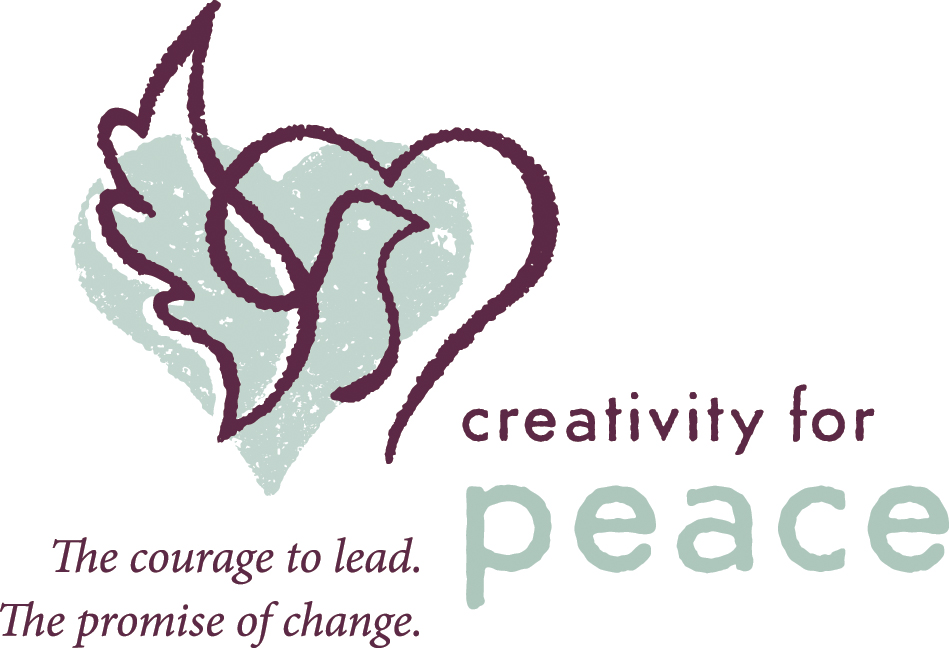 creativity for
peace
The courage to lead.
The promise of change.